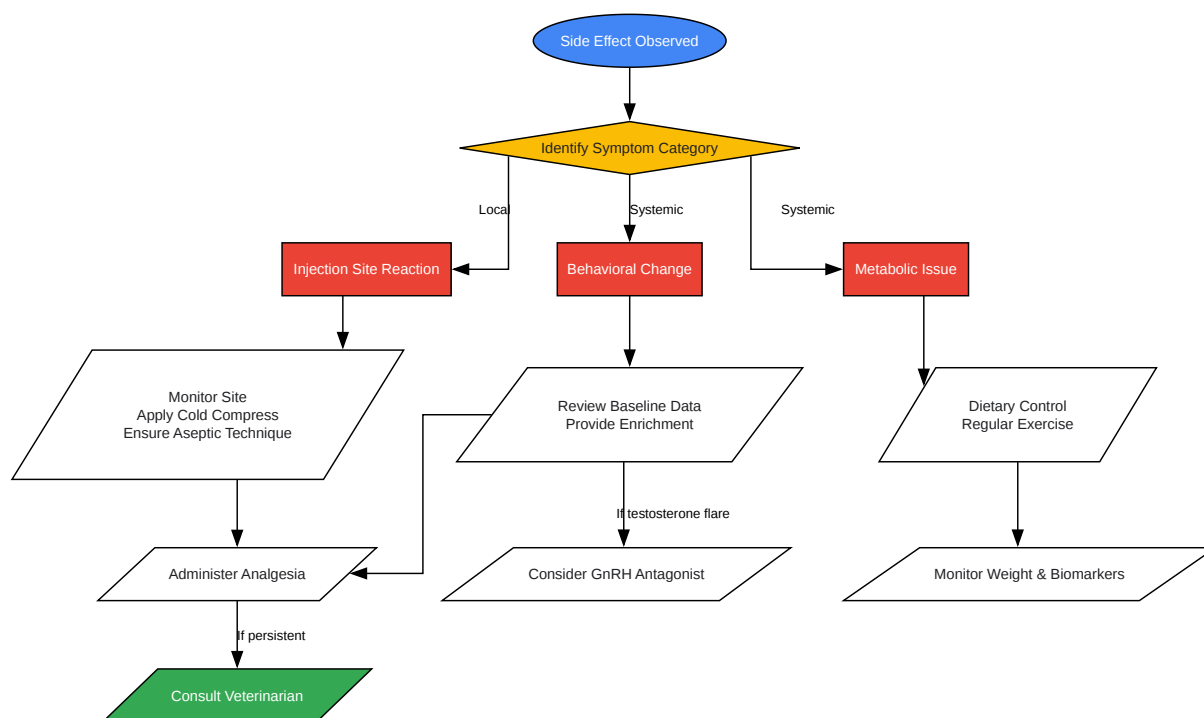 Side Effect Observed
Identify Symptom Category
Local
Systemic
Systemic
Injection Site Reaction
Behavioral Change
Metabolic Issue
Monitor Site
Apply Cold Compress
Ensure Aseptic Technique
Review Baseline Data
Provide Enrichment
Dietary Control
Regular Exercise
If testosterone flare
Administer Analgesia
Consider GnRH Antagonist
Monitor Weight & Biomarkers
If persistent
Consult Veterinarian